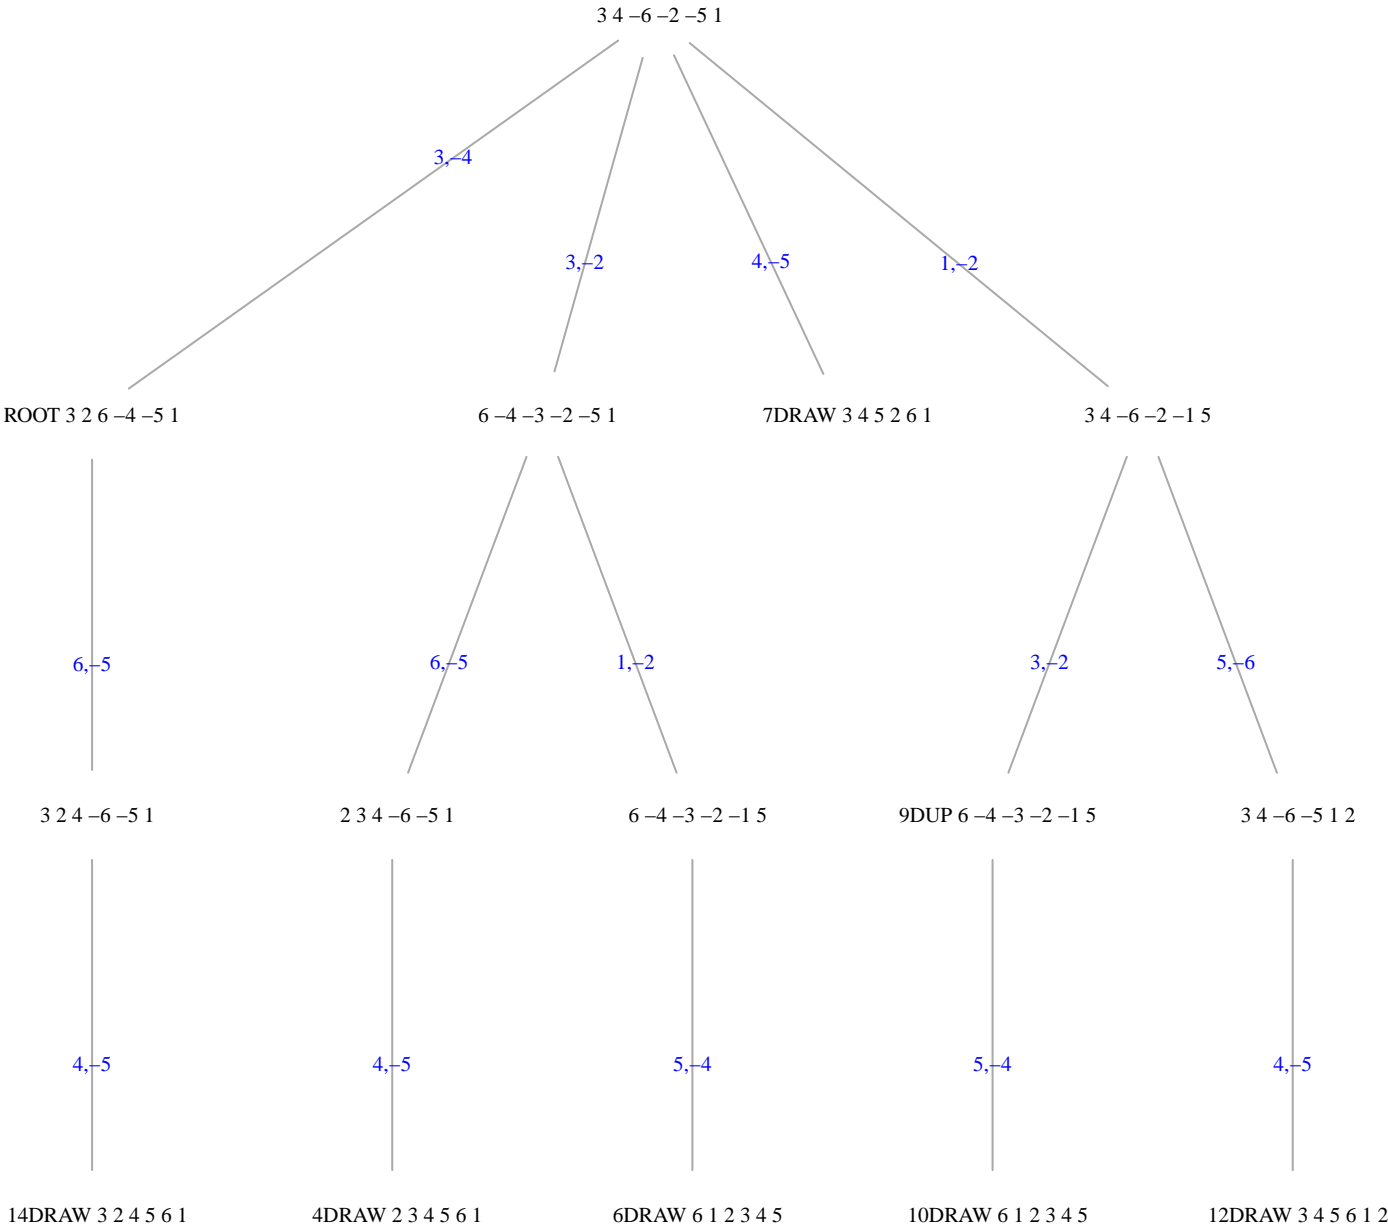 3 4 –6 –2 –5 1
3,–4
3,–2
4,–5
1,–2
ROOT 3 2 6 –4 –5 1
6 –4 –3 –2 –5 1
7DRAW 3 4 5 2 6 1
3 4 –6 –2 –1 5
6,–5
6,–5
1,–2
3,–2
5,–6
3 2 4 –6 –5 1
2 3 4 –6 –5 1
6 –4 –3 –2 –1 5
9DUP 6 –4 –3 –2 –1 5
3 4 –6 –5 1 2
4,–5
4,–5
5,–4
5,–4
4,–5
14DRAW 3 2 4 5 6 1
4DRAW 2 3 4 5 6 1
6DRAW 6 1 2 3 4 5
10DRAW 6 1 2 3 4 5
12DRAW 3 4 5 6 1 2